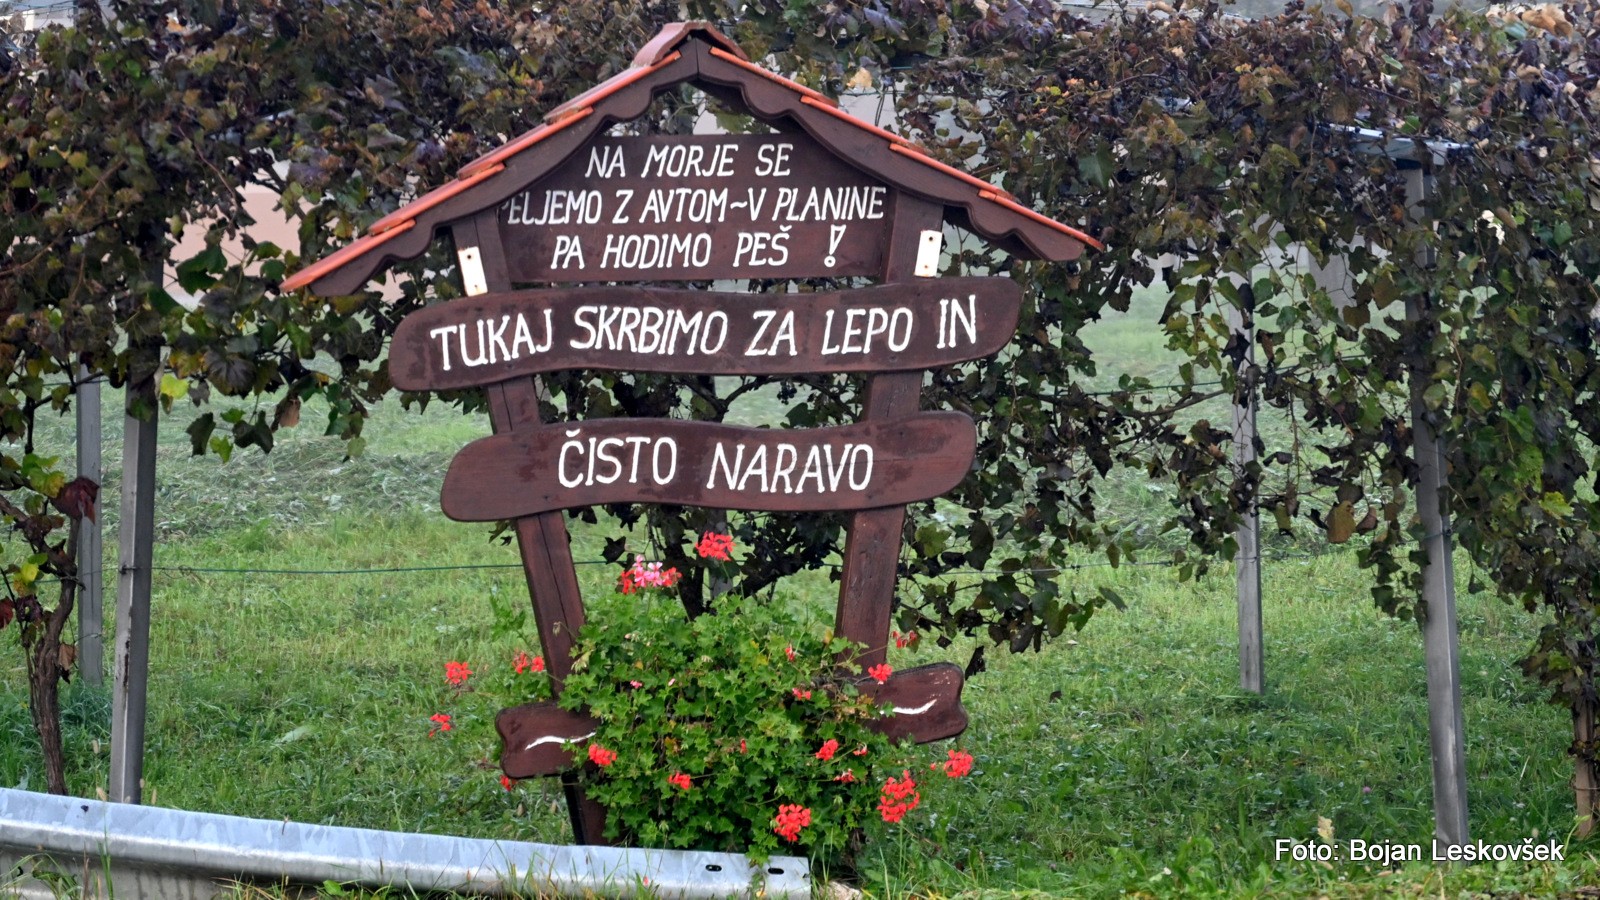 NA MORJE SE
PELJEMO Z AVTOM~V PLANINE
PA HODIMO PEŠ !
TUKAJ SKRBIMO ZA LEPO IN
ČISTO NARAVO
Foto: Bojan Leskovšek